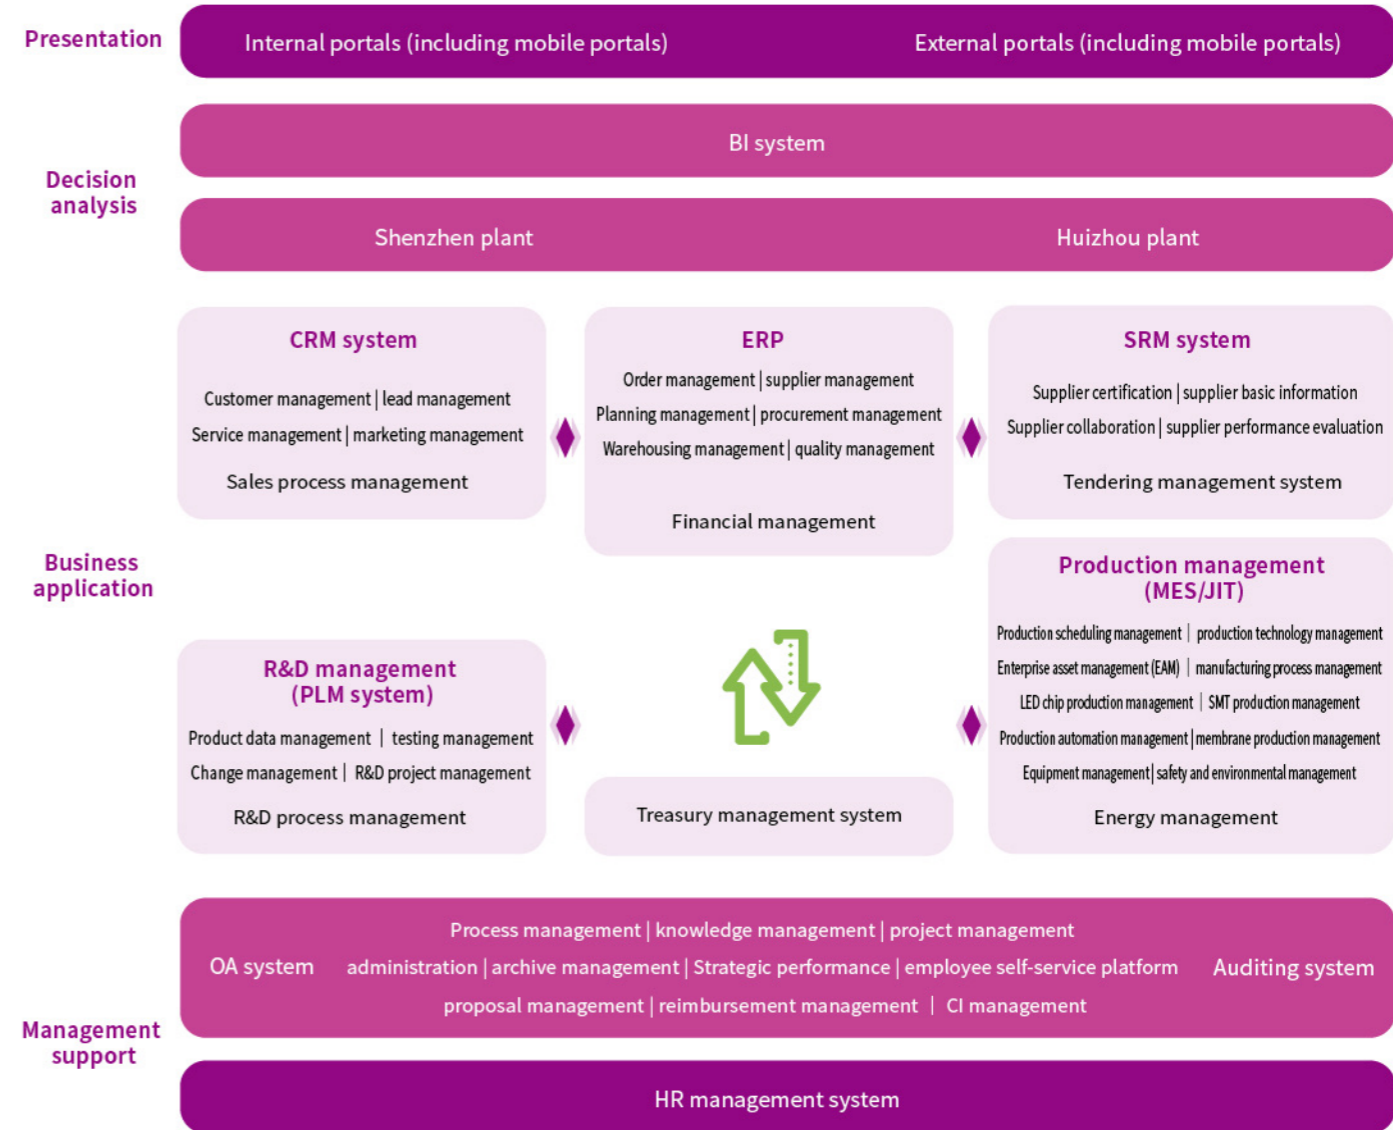 Presentation
Internal portals (including mobile portals)
External portals (including mobile portals)
Decision
analysis
BI system
Shenzhen plant
Huizhou plant
Business
application
CRM system
Customer management | lead management
Service management | marketing management
Sales process management
ERP
Order management | supplier management
Planning management | procurement management
Warehousing management | quality management
Financial management
SRM system
Supplier certification | supplier basic information
Supplier collaboration | supplier performance evaluation
Tendering management system
R&D management
(PLM system)
Product data management | testing management
Change management | R&D project management
R&D process management
Treasury management system
Production management
(MES/JIT)
Production scheduling management | production technology management
Enterprise asset management (EAM) | manufacturing process management
LED chip production management | SMT production management
Production automation management | membrane production management
Equipment management | safety and environmental management
Energy management
Management
support
OA system
Process management | knowledge management | project management
administration | archive management | Strategic performance | employee self-service platform
proposal management | reimbursement management | CI management
Auditing system
HR management system